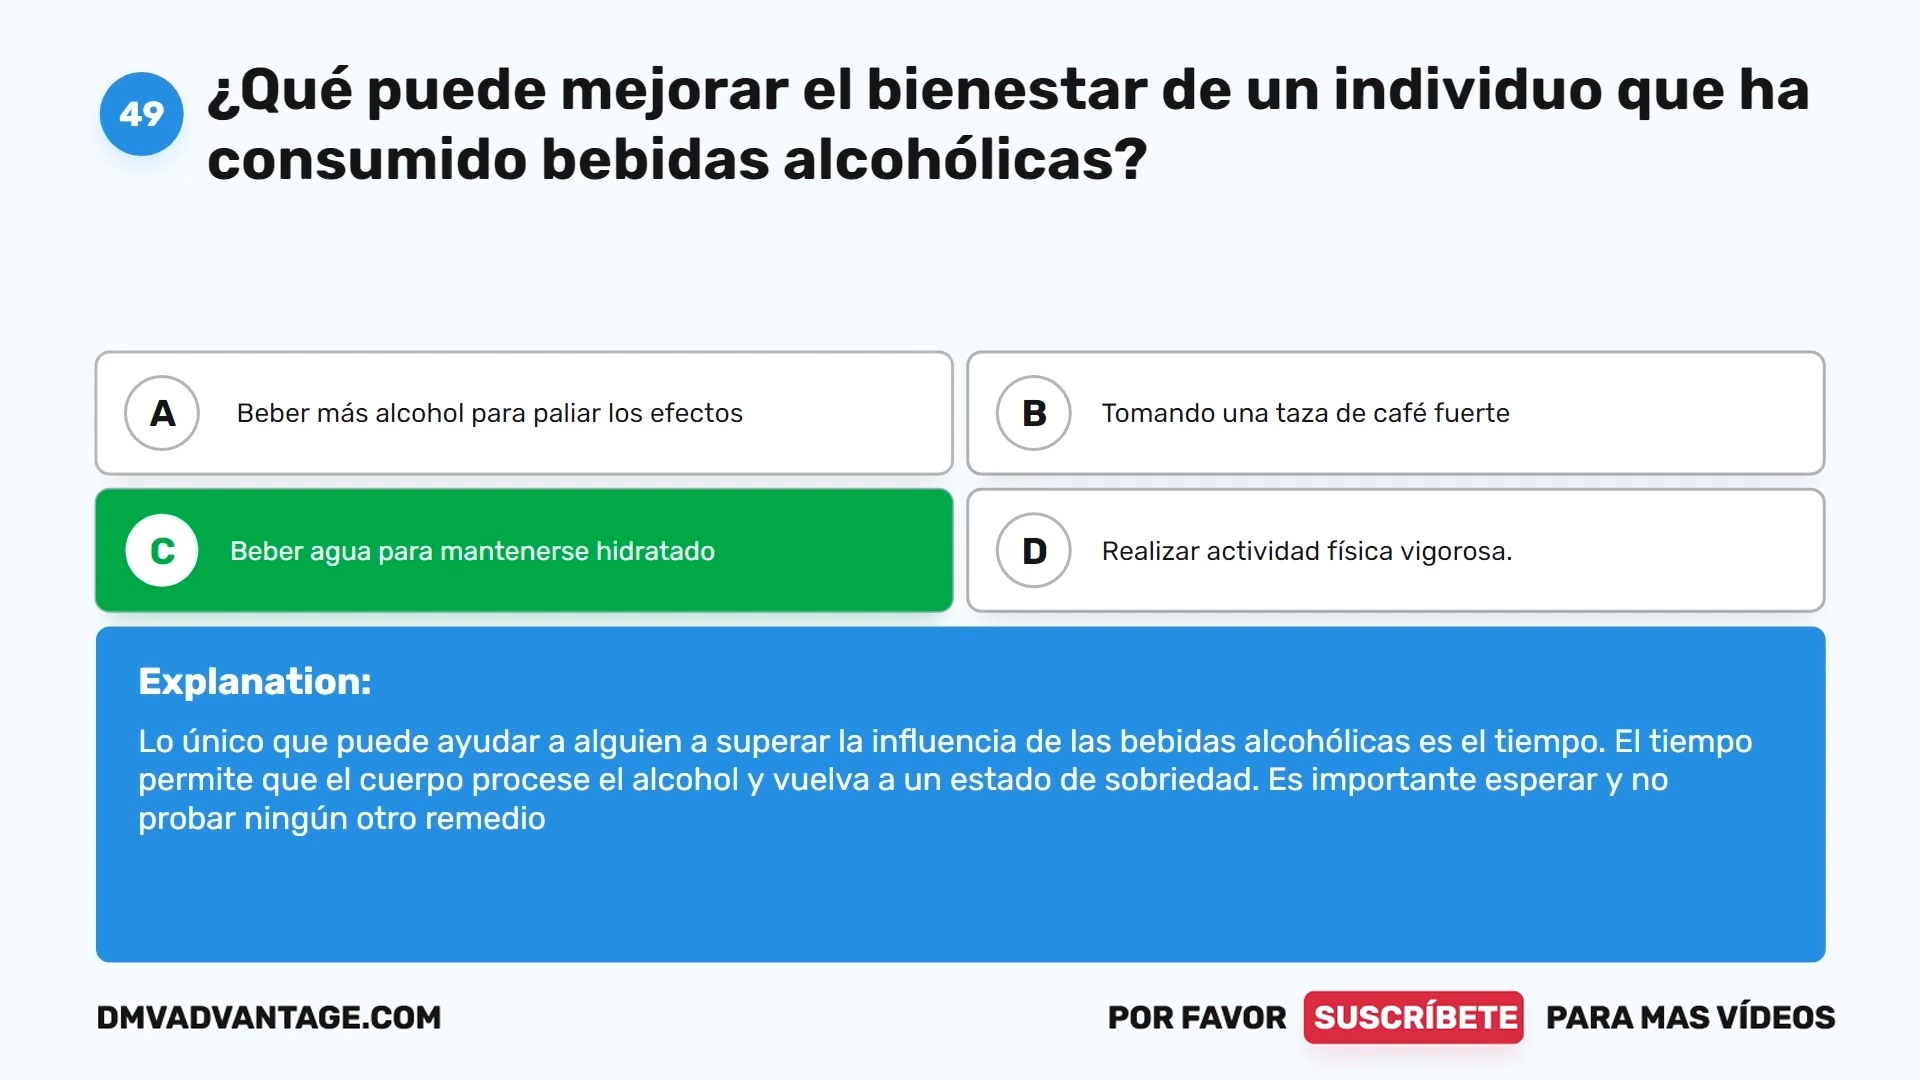 49
¿Qué puede mejorar el bienestar de un individuo que ha
consumido bebidas alcohólicas?
A Beber más alcohol para paliar los efectos
B Tomando una taza de café fuerte
C Beber agua para mantenerse hidratado
D Realizar actividad física vigorosa.
Explanation:
Lo único que puede ayudar a alguien a superar la influencia de las bebidas alcohólicas es el tiempo. El tiempo
permite que el cuerpo procese el alcohol y vuelva a un estado de sobriedad. Es importante esperar y no
probar ningún otro remedio
DMVADVANTAGE.COM
POR FAVOR SUSCRÍBETE PARA MAS VÍDEOS